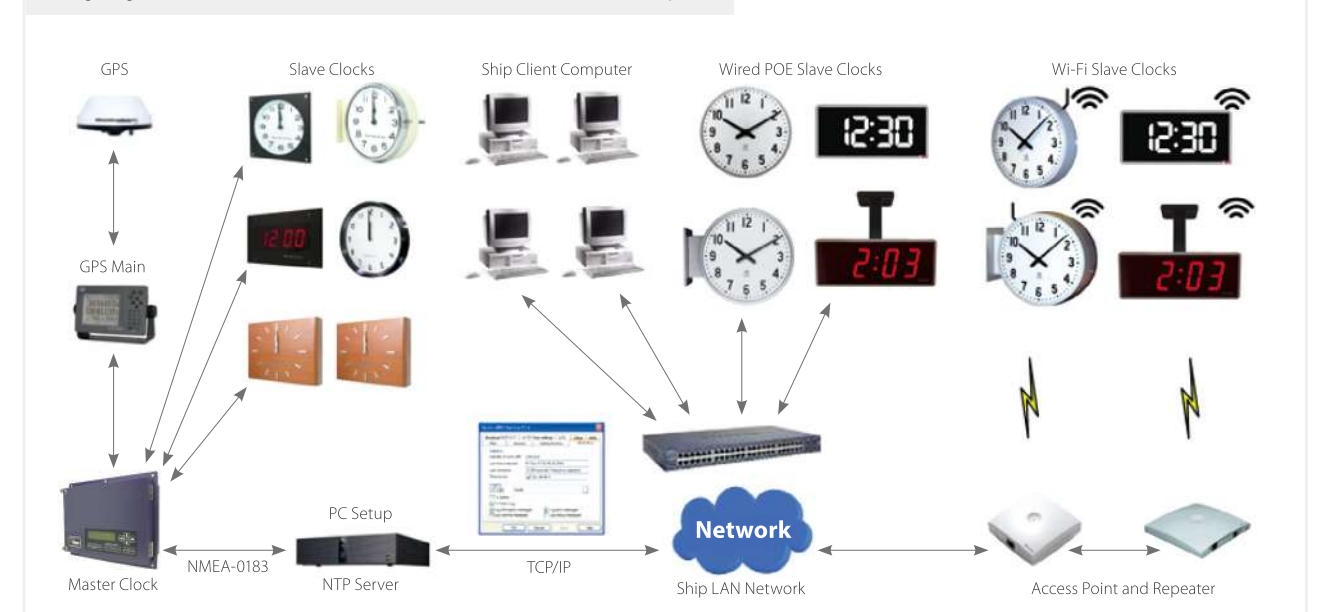 GPS
Slave Clocks
Ship Client Computer
Wired POE Slave Clocks
Wi-Fi Slave Clocks
12:30
12:30
12:00
2:03
2:03
GPS Main
PC Setup
Network
NMEA-0183
TCP/IP
Master Clock
NTP Server
Ship LAN Network
Access Point and Repeater